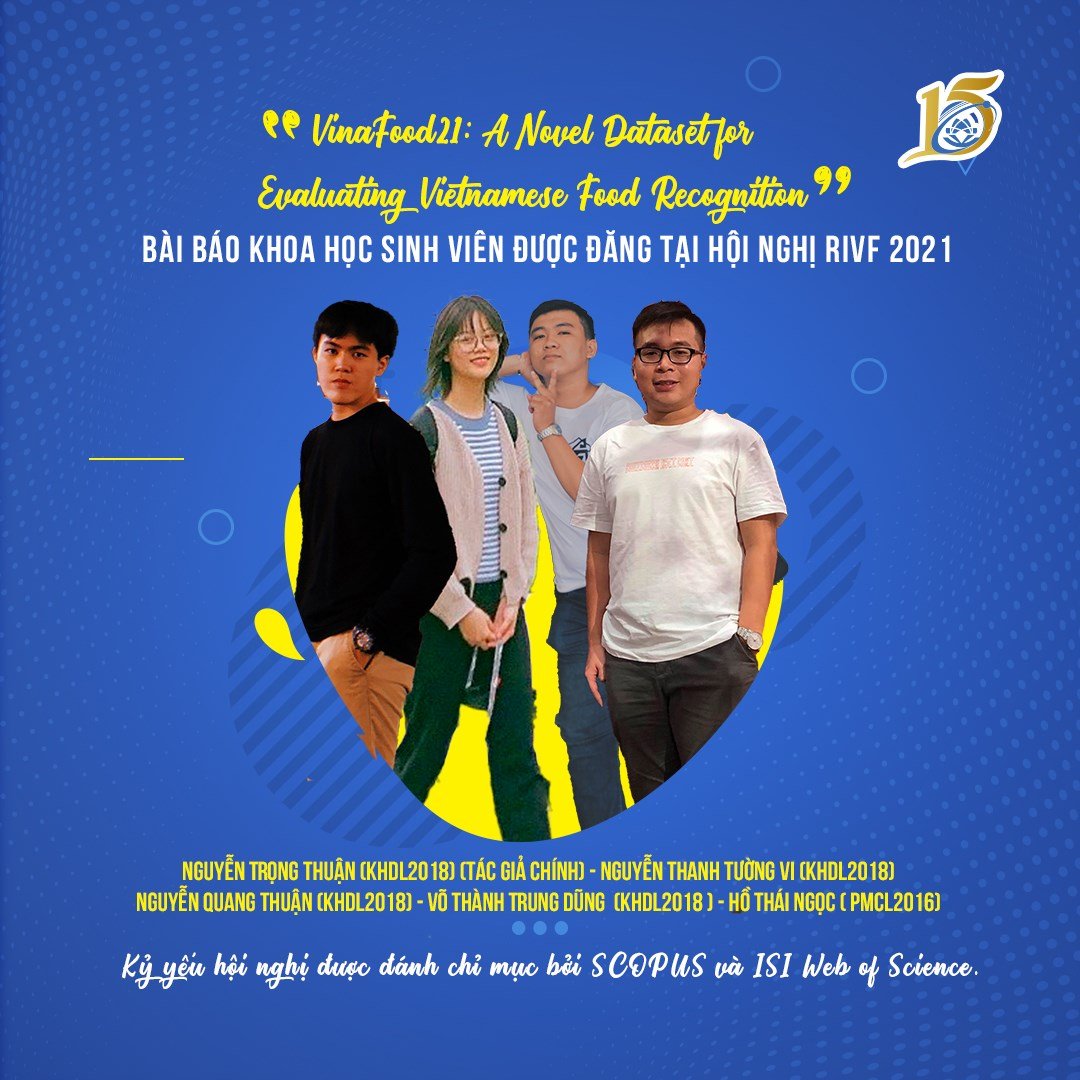 “ VinaFood21: A Novel Dataset for
Evaluating Vietnamese Food Recognition ”
15
BÀI BÁO KHOA HỌC SINH VIÊN ĐƯỢC ĐĂNG TẠI HỘI NGHỊ RIVF 2021
NGUYỄN TRỌNG THUẬN (KHDL2018) (TÁC GIẢ CHÍNH) - NGUYỄN THANH TƯỜNG VI (KHDL2018)
NGUYỄN QUANG THUẬN (KHDL2018) - VÕ THÀNH TRUNG DŨNG (KHDL2018 ) - HỒ THÁI NGỌC ( PMCL2016)
Kỷ yếu hội nghị được đánh chỉ mục bởi SCOPUS và ISI Web of Science.